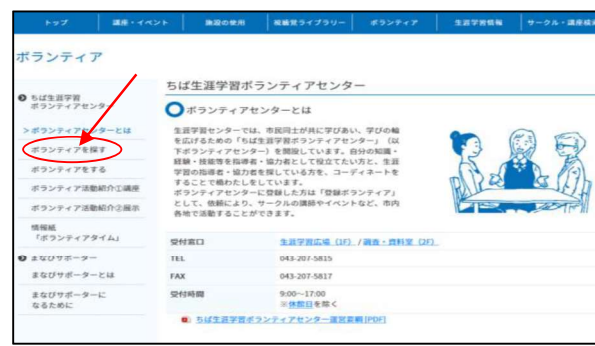 トップ
講座・イベント
施設の使用
視聴覚ライブラリー
ボランティア
生涯学習情報
サークル・講座検索
ボランティア
ちば生涯学習
ボランティアセンター
>ボランティアセンターとは
ボランティアを探す
ボランティアをする
ボランティア活動紹介①講座
ボランティア活動紹介②展示
情報紙
「ボランティアタイム」
まなびサポーター
まなびサポーターとは
まなびサポーターに
なるために
ちば生涯学習ボランティアセンター
ボランティアセンターとは
生涯学習センターでは、市民同士が共に学びあい、学びの輪
を広げるための「ちば生涯学習ボランティアセンター」（以
下ボランティアセンター）を開設しています。自分の知識・
経験・技能等を指導者・協力者として役立てたい方と、生涯
学習の指導者・協力者を探している方を、コーディネートを
することで橋わたしをしています。
ボランティアセンターに登録した方は「登録ボランティア」
として、依頼により、サークルの講師やイベントなど、市内
各地で活動することができます。
受付窓口 生涯学習広場（1F）/ 調査・資料室（2F）
TEL 043-207-5815
FAX 043-207-5817
受付時間 9:00～17:00
※休館日を除く
ちば生涯学習ボランティアセンター運営要綱[PDF]